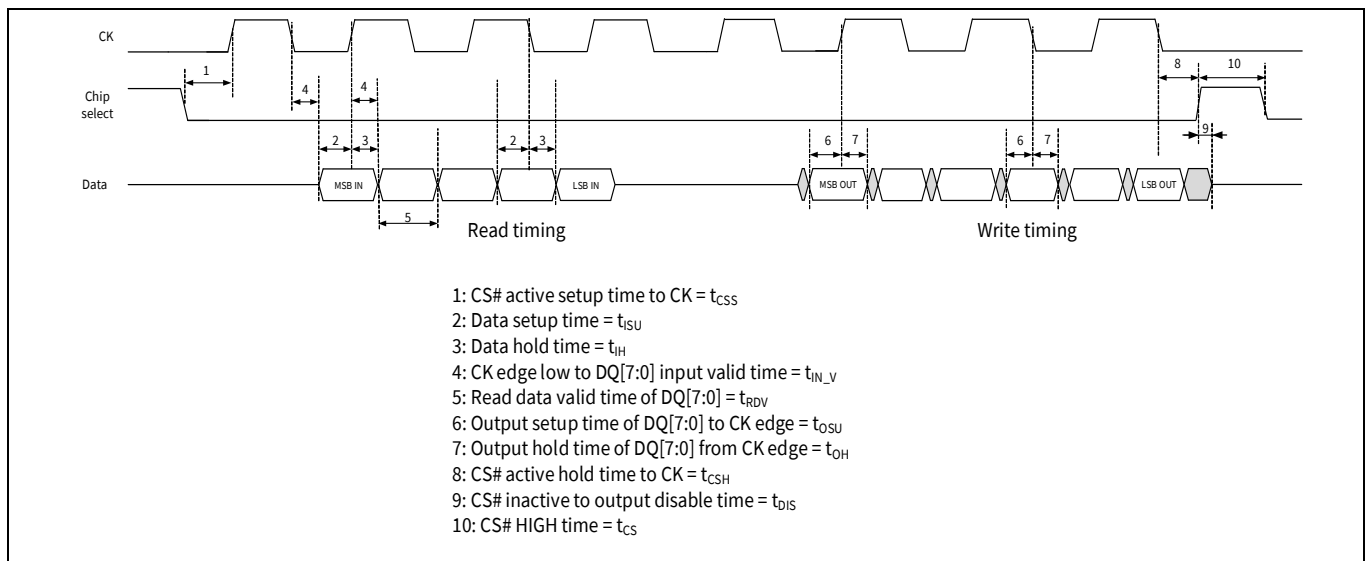 CK
1
8
10
Chip
select
4
4
9
2
3
2
3
6
7
6
7
Data
MSB IN
LSB IN
MSB OUT
LSB OUT
5
Read timing
Write timing
1: CS# active setup time to CK = tCSS
2: Data setup time = tISU
3: Data hold time = tIH
4: CK edge low to DQ[7:0] input valid time = tIN_V
5: Read data valid time of DQ[7:0] = tRDV
6: Output setup time of DQ[7:0] to CK edge = tOSU
7: Output hold time of DQ[7:0] from CK edge = tOH
8: CS# active hold time to CK = tCSH
9: CS# inactive to output disable time = tDIS
10: CS# HIGH time = tCS